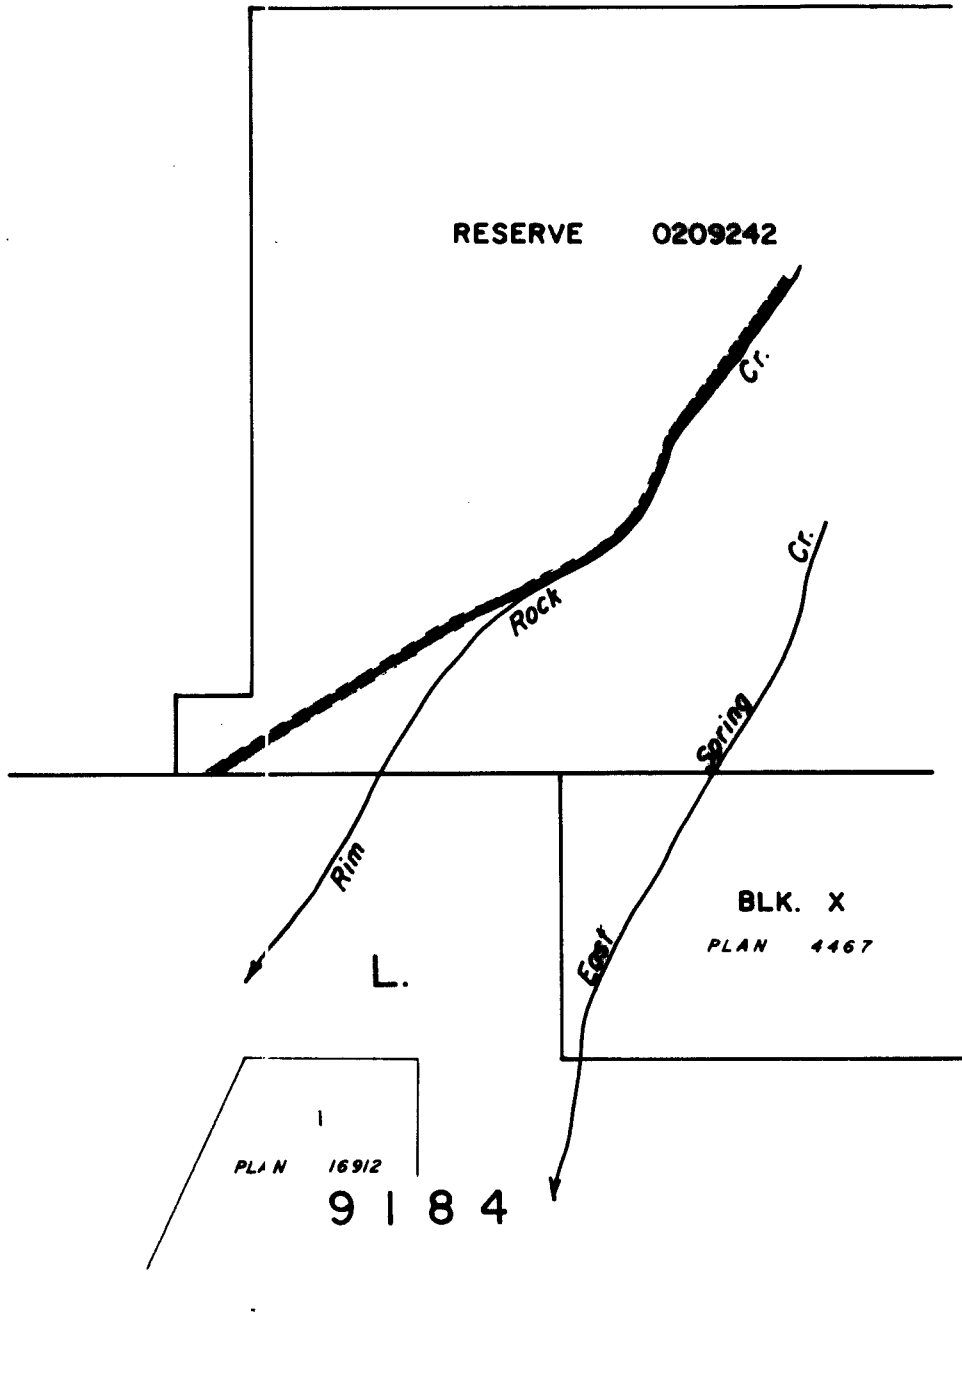 RESERVE 0209242
Cr.
Rock
Rim
Cr.
Spring
East
BLK. X
PLAN 4467
L.
1
PLAN 16912
9184